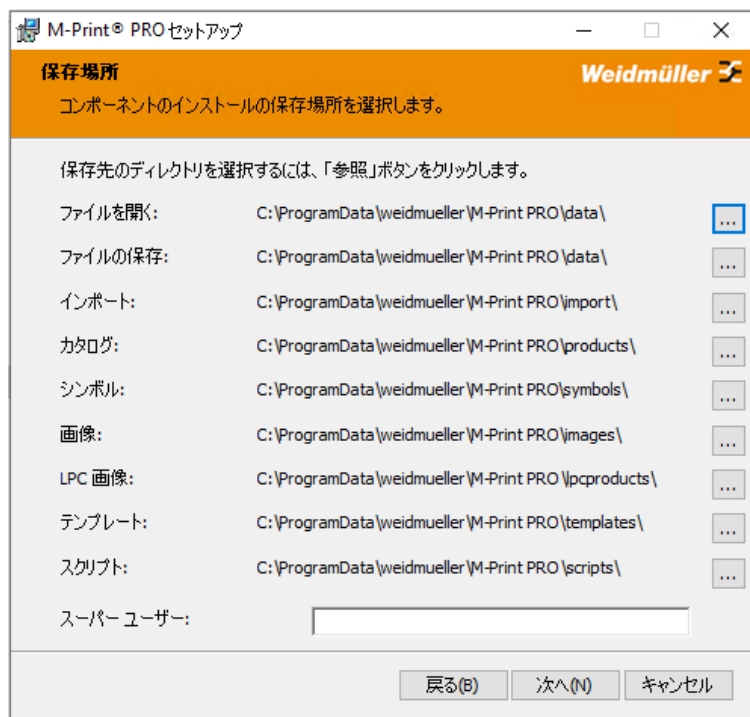 M-Print® PROセットアップ
保存場所
Weidmüller
コンポーネントのインストールの保存場所を選択します。
保存先のディレクトリを選択するには、「参照」ボタンをクリックします。
ファイルを開く: C:\ProgramData\weidmueller\M-Print PRO\data\ ...
ファイルの保存: C:\ProgramData\weidmueller\M-Print PRO\data\ ...
インポート: C:\ProgramData\weidmueller\M-Print PRO\import\ ...
カタログ: C:\ProgramData\weidmueller\M-Print PRO\products\ ...
シンボル: C:\ProgramData\weidmueller\M-Print PRO\symbols\ ...
画像: C:\ProgramData\weidmueller\M-Print PRO\images\ ...
LPC 画像: C:\ProgramData\weidmueller\M-Print PRO\lpcproducts\ ...
テンプレート: C:\ProgramData\weidmueller\M-Print PRO\templates\ ...
スクリプト: C:\ProgramData\weidmueller\M-Print PRO\scripts\ ...
スーパー ユーザー:
戻る(B) 次へ(N) キャンセル